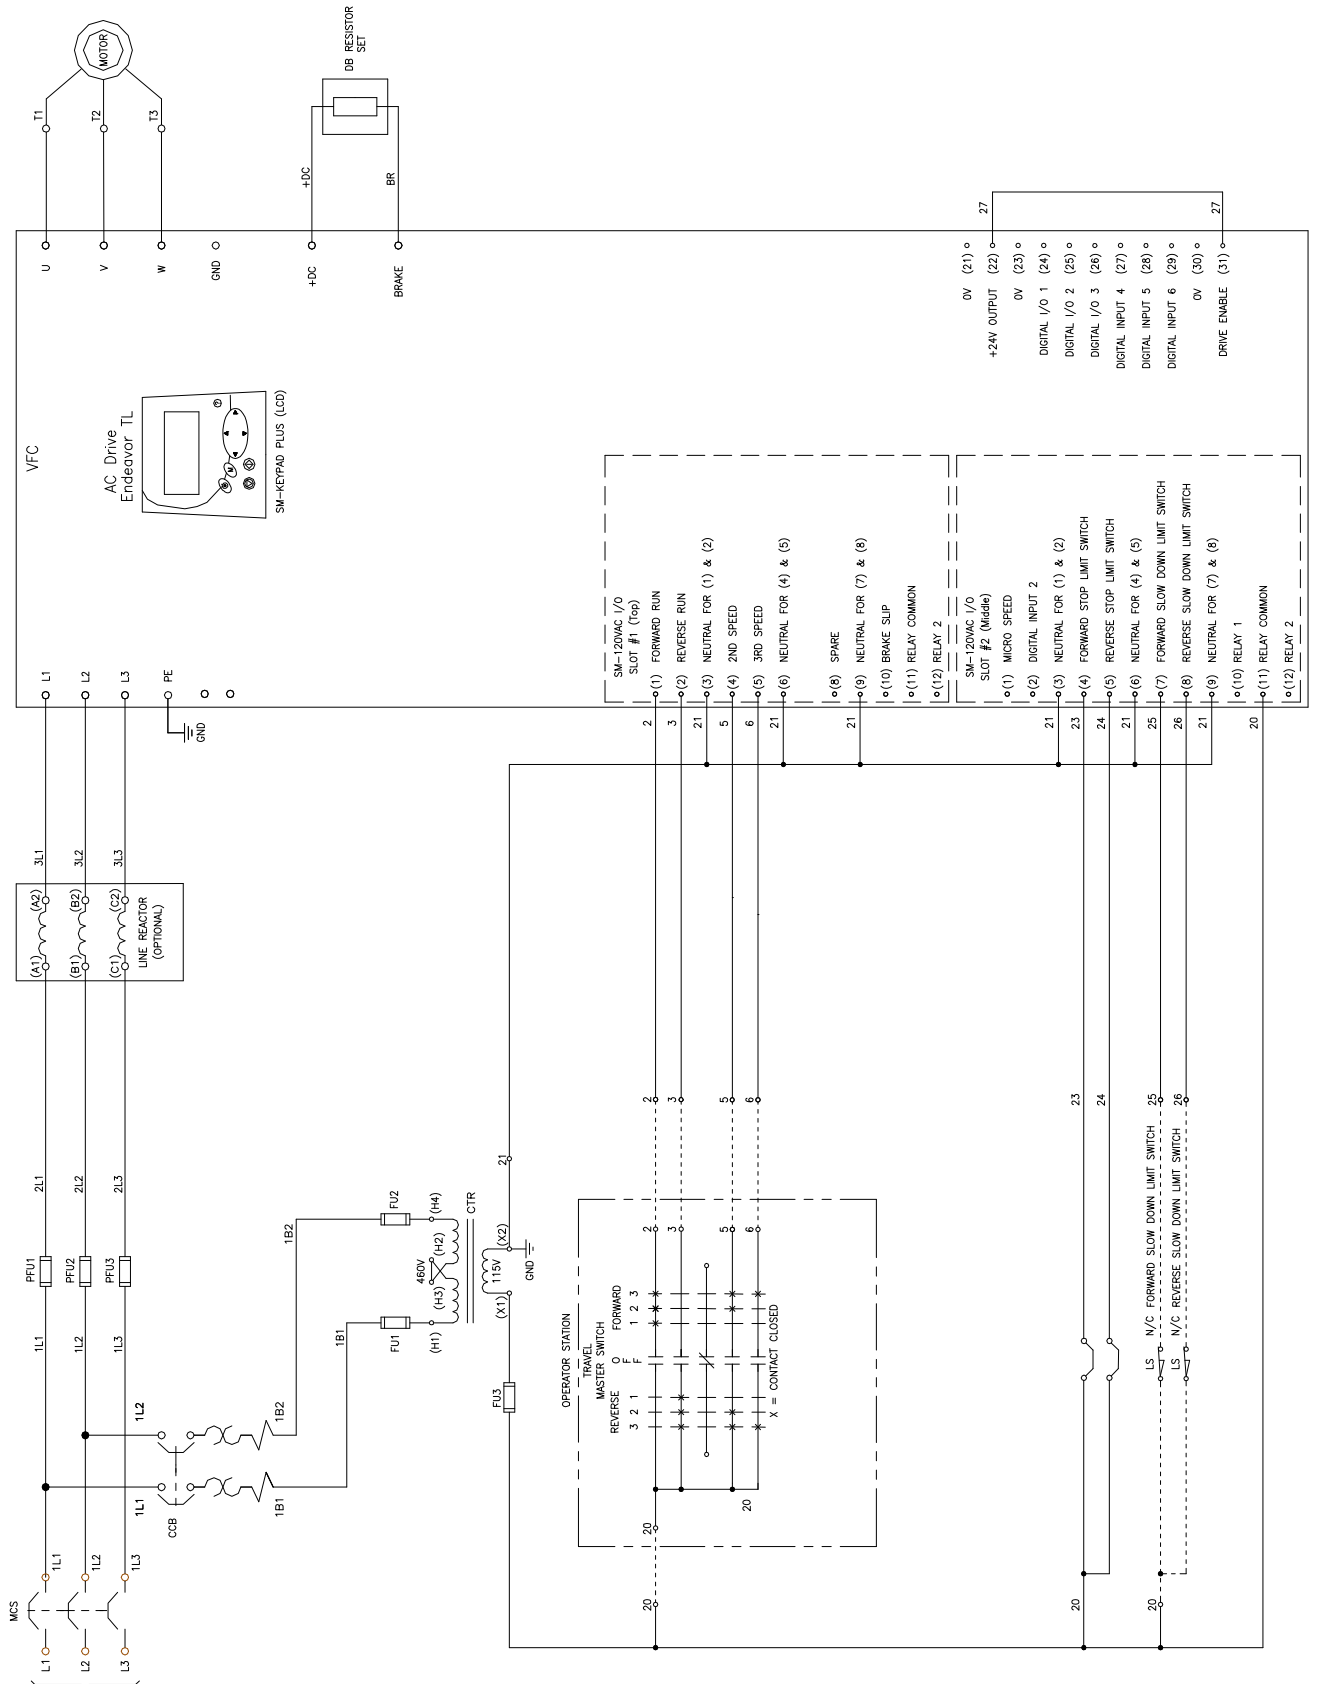 MOTOR
T1
T2
T3
DB RESISTOR
SET
+DC
BR
U
V
W
GND
+DC
BRAKE
27
27
0V (21)
+24V OUTPUT (22)
0V (23)
DIGITAL I/O 1 (24)
DIGITAL I/O 2 (25)
DIGITAL I/O 3 (26)
DIGITAL INPUT 4 (27)
DIGITAL INPUT 5 (28)
DIGITAL INPUT 6 (29)
0V (30)
DRIVE ENABLE (31)
VFC
AC Drive
Endeavor TL
?
M
SM-KEYPAD PLUS (LCD)
SM-120VAC I/O
SLOT #1 (Top)
(1) FORWARD RUN
(2) REVERSE RUN
(3) NEUTRAL FOR (1) & (2)
(4) 2ND SPEED
(5) 3RD SPEED
(6) NEUTRAL FOR (4) & (5)
(8) SPARE
(9) NEUTRAL FOR (7) & (8)
(10) BRAKE SLIP
(11) RELAY COMMON
(12) RELAY 2
SM-120VAC I/O
SLOT #2 (Middle)
(1) MICRO SPEED
(2) DIGITAL INPUT 2
(3) NEUTRAL FOR (1) & (2)
(4) FORWARD STOP LIMIT SWITCH
(5) REVERSE STOP LIMIT SWITCH
(6) NEUTRAL FOR (4) & (5)
(7) FORWARD SLOW DOWN LIMIT SWITCH
(8) REVERSE SLOW DOWN LIMIT SWITCH
(9) NEUTRAL FOR (7) & (8)
(10) RELAY 1
(11) RELAY COMMON
(12) RELAY 2
L1
L2
L3
PE
GND
2
3
21
5
6
21
21
21
23
24
21
25
26
21
20
3L1
3L2
3L3
(A2)
(B2)
(C2)
(A1)
(B1)
(C1)
LINE REACTOR
(OPTIONAL)
2L1
2L2
2L3
PFU1
PFU2
PFU3
1L1
1L2
1L3
FU2
(H4)
CTR
1B2
460V
(H2)
(H3)
115V
(X2)
GND
21
(X1)
FU1
(H1)
1B1
FU3
2
3
5
6
23
24
25
26
2
3
5
6
OPERATOR STATION
TRAVEL
MASTER SWITCH
REVERSE
O
F
F
FORWARD
3 2 1
1 2 3
X = CONTACT CLOSED
20
20
20
LS
N/C FORWARD SLOW DOWN LIMIT SWITCH
LS
N/C REVERSE SLOW DOWN LIMIT SWITCH
20
20
1L2
1B2
1L1
1B1
CCB
MCS
1L1
1L2
1L3
L1
L2
L3